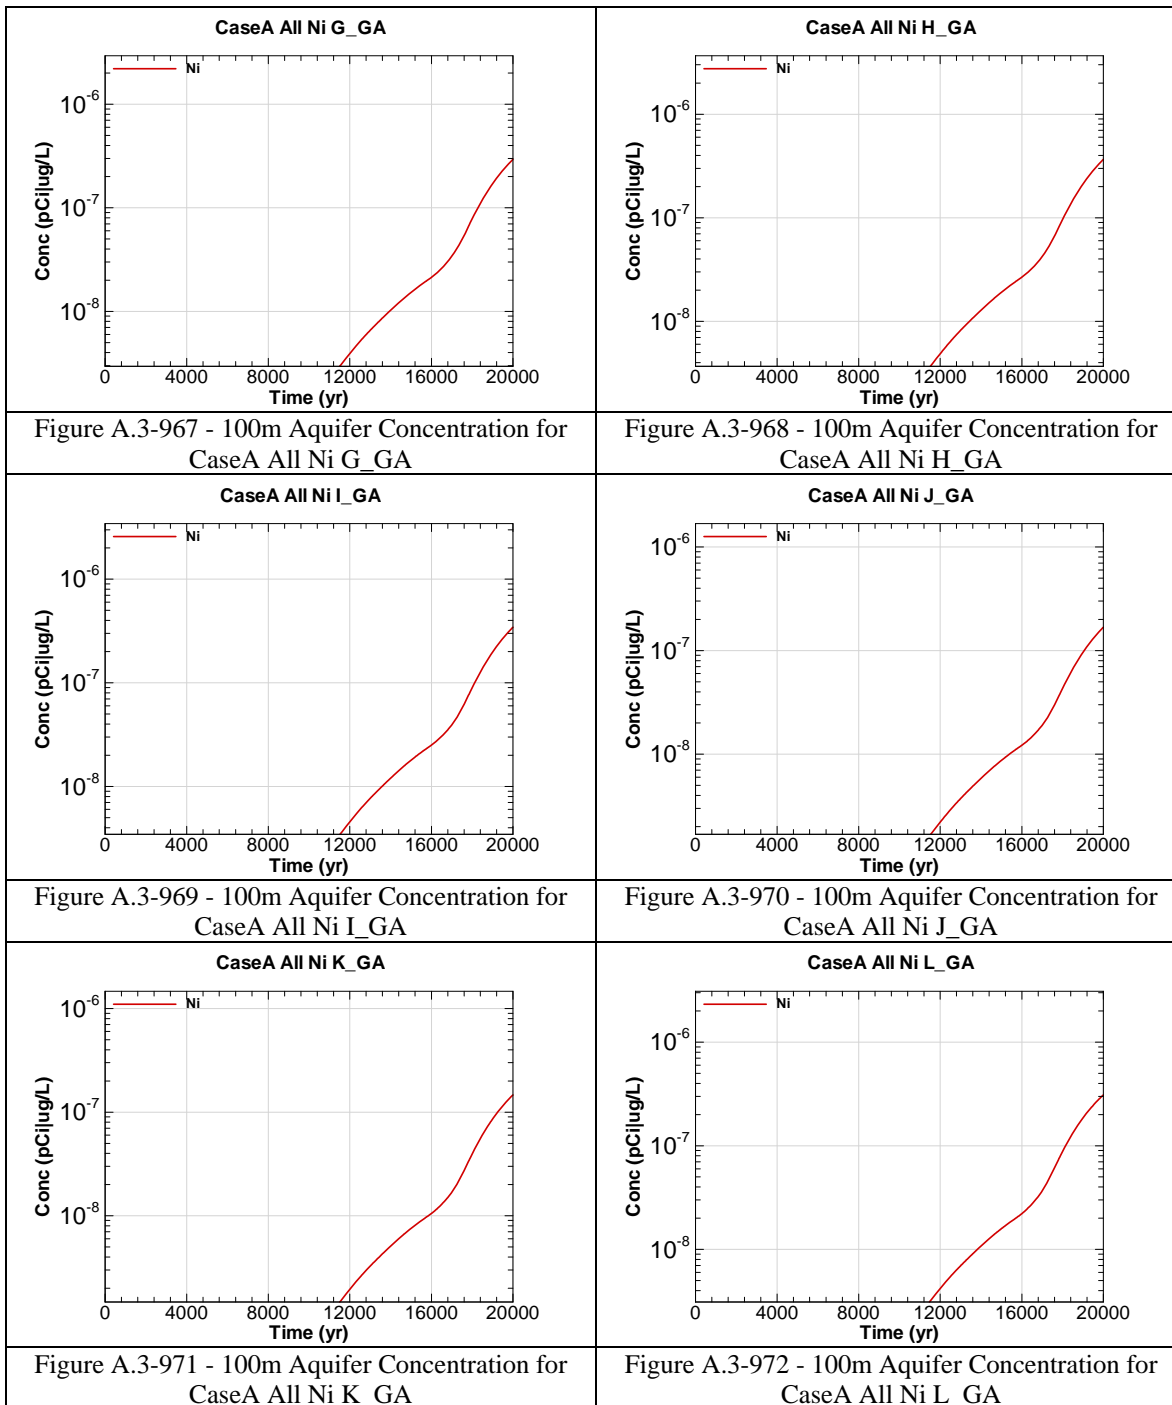 CaseA All Ni G_GA
Ni
10-6
10-7
10-8
Conc (pCi|ug/L)
0 4000 8000 12000 16000 20000
Time (yr)
Figure A.3-967 - 100m Aquifer Concentration for
CaseA All Ni G_GA
CaseA All Ni H_GA
Ni
10-6
10-7
10-8
Conc (pCi|ug/L)
0 4000 8000 12000 16000 20000
Time (yr)
Figure A.3-968 - 100m Aquifer Concentration for
CaseA All Ni H_GA
CaseA All Ni I_GA
Ni
10-6
10-7
10-8
Conc (pCi|ug/L)
0 4000 8000 12000 16000 20000
Time (yr)
Figure A.3-969 - 100m Aquifer Concentration for
CaseA All Ni I_GA
CaseA All Ni J_GA
Ni
10-6
10-7
10-8
Conc (pCi|ug/L)
0 4000 8000 12000 16000 20000
Time (yr)
Figure A.3-970 - 100m Aquifer Concentration for
CaseA All Ni J_GA
CaseA All Ni K_GA
Ni
10-6
10-7
10-8
Conc (pCi|ug/L)
0 4000 8000 12000 16000 20000
Time (yr)
Figure A.3-971 - 100m Aquifer Concentration for
CaseA All Ni K_GA
CaseA All Ni L_GA
Ni
10-6
10-7
10-8
Conc (pCi|ug/L)
0 4000 8000 12000 16000 20000
Time (yr)
Figure A.3-972 - 100m Aquifer Concentration for
CaseA All Ni L_GA